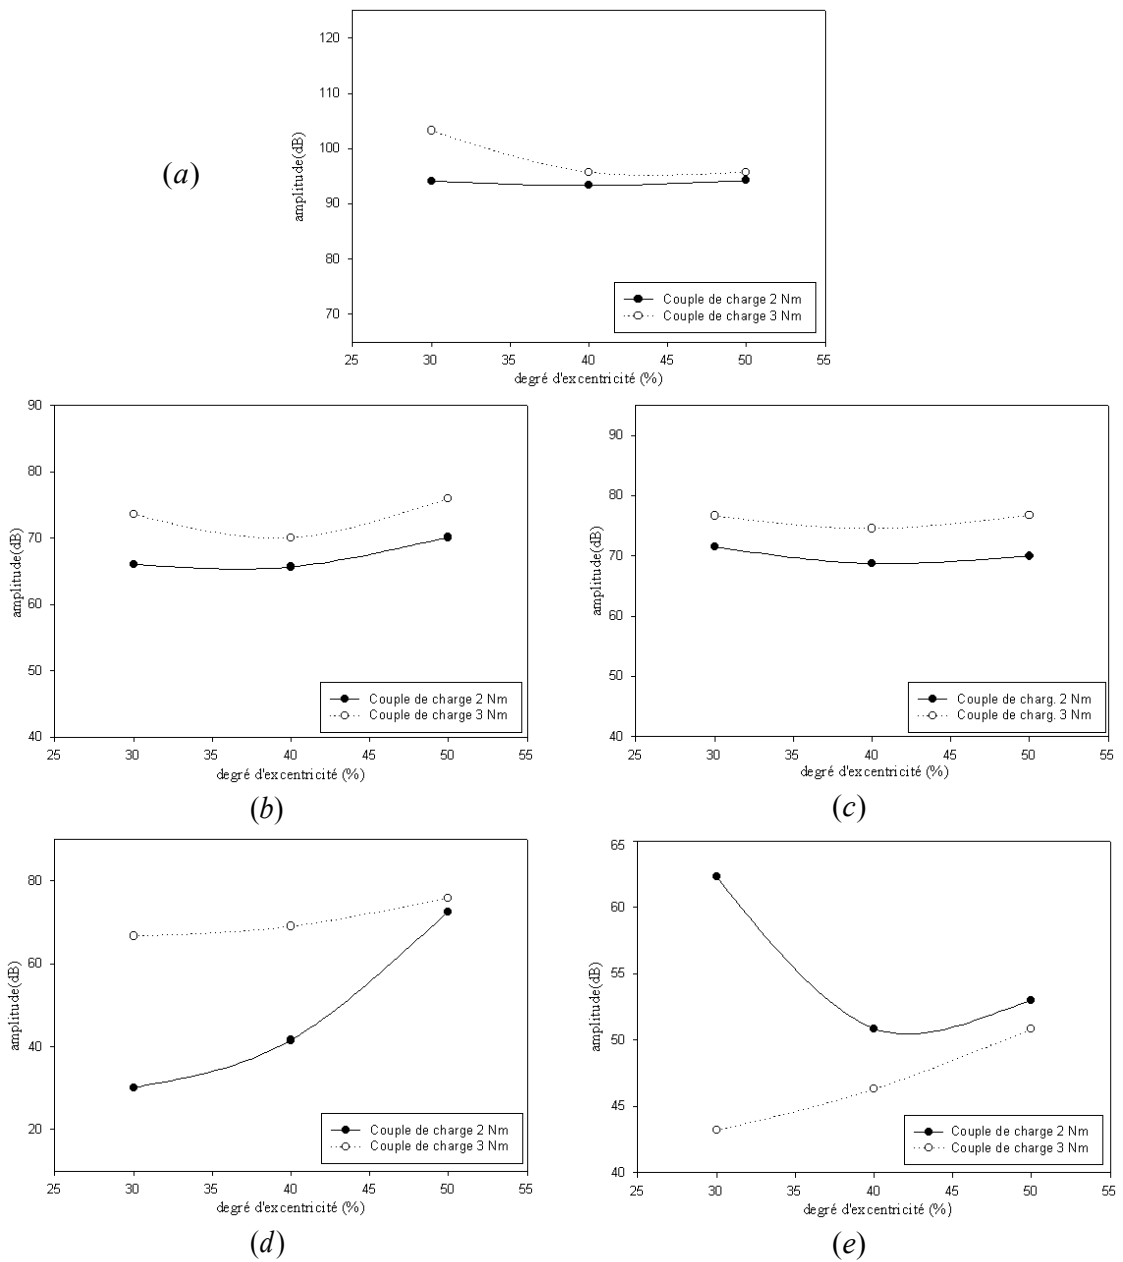 (a)
amplitude(dB)
120
110
100
90
80
70
Couple de charge 2 Nm
Couple de charge 3 Nm
25 30 35 40 45 50 55
degré d'excentricité (%)
amplitude(dB)
90
80
70
60
50
40
Couple de charge 2 Nm
Couple de charge 3 Nm
25 30 35 40 45 50 55
degré d'excentricité (%)
(b)
amplitude(dB)
90
80
70
60
50
40
Couple de charg. 2 Nm
Couple de charg. 3 Nm
25 30 35 40 45 50 55
degré d'excentricité (%)
(c)
amplitude(dB)
80
60
40
20
Couple de charge 2 Nm
Couple de charge 3 Nm
25 30 35 40 45 50 55
degré d'excentricité (%)
(d)
amplitude(dB)
65
60
55
50
45
40
Couple de charge 2 Nm
Couple de charge 3 Nm
25 30 35 40 45 50 55
degré d'excentricité (%)
(e)